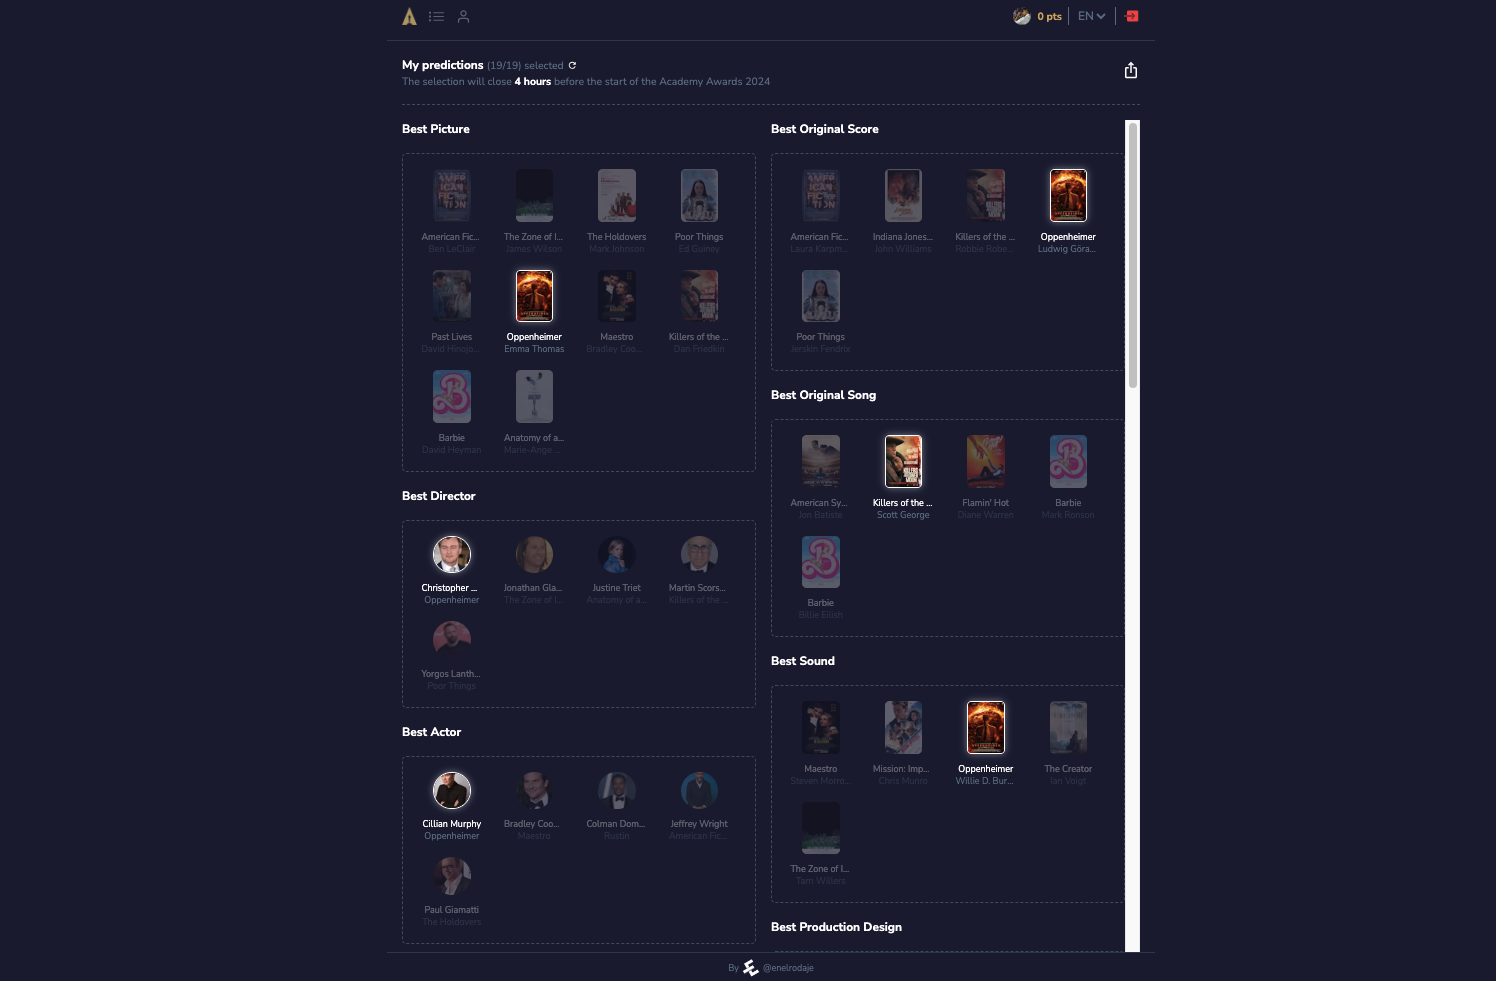 0 pts
EN
My predictions (19/19) selected
The selection will close 4 hours before the start of the Academy Awards 2024
Best Picture
American Fic...
Ben LeClair
The Zone of I...
James Wilson
The Holdovers
Mark Johnson
Poor Things
Ed Guiney
Past Lives
David Hinojo...
Oppenheimer
Emma Thomas
Maestro
Bradley Coo...
Killers of the ...
Dan Friedkin
Barbie
David Heyman
Anatomy of a...
Marie-Ange ...
Best Director
Christopher ...
Oppenheimer
Jonathan Gla...
The Zone of I...
Justine Triet
Anatomy of a...
Martin Scors...
Killers of the ...
Yorgos Lanth...
Poor Things
Best Actor
Cillian Murphy
Oppenheimer
Bradley Coo...
Maestro
Colman Dom...
Rustin
Jeffrey Wright
American Fic...
Paul Giamatti
The Holdovers
Best Original Score
American Fic...
Laura Karpm...
Indiana Jones...
John Williams
Killers of the ...
Robbie Robe...
Oppenheimer
Ludwig Göra...
Poor Things
Jerskin Fendrix
Best Original Song
American Sy...
Jon Batiste
Killers of the ...
Scott George
Flamin' Hot
Diane Warren
Barbie
Mark Ronson
Barbie
Billie Eilish
Best Sound
Maestro
Steven Morro...
Mission: Imp...
Chris Munro
Oppenheimer
Willie D. Bur...
The Creator
Ian Voigt
The Zone of I...
Tarn Willers
Best Production Design
By @enelrodaje